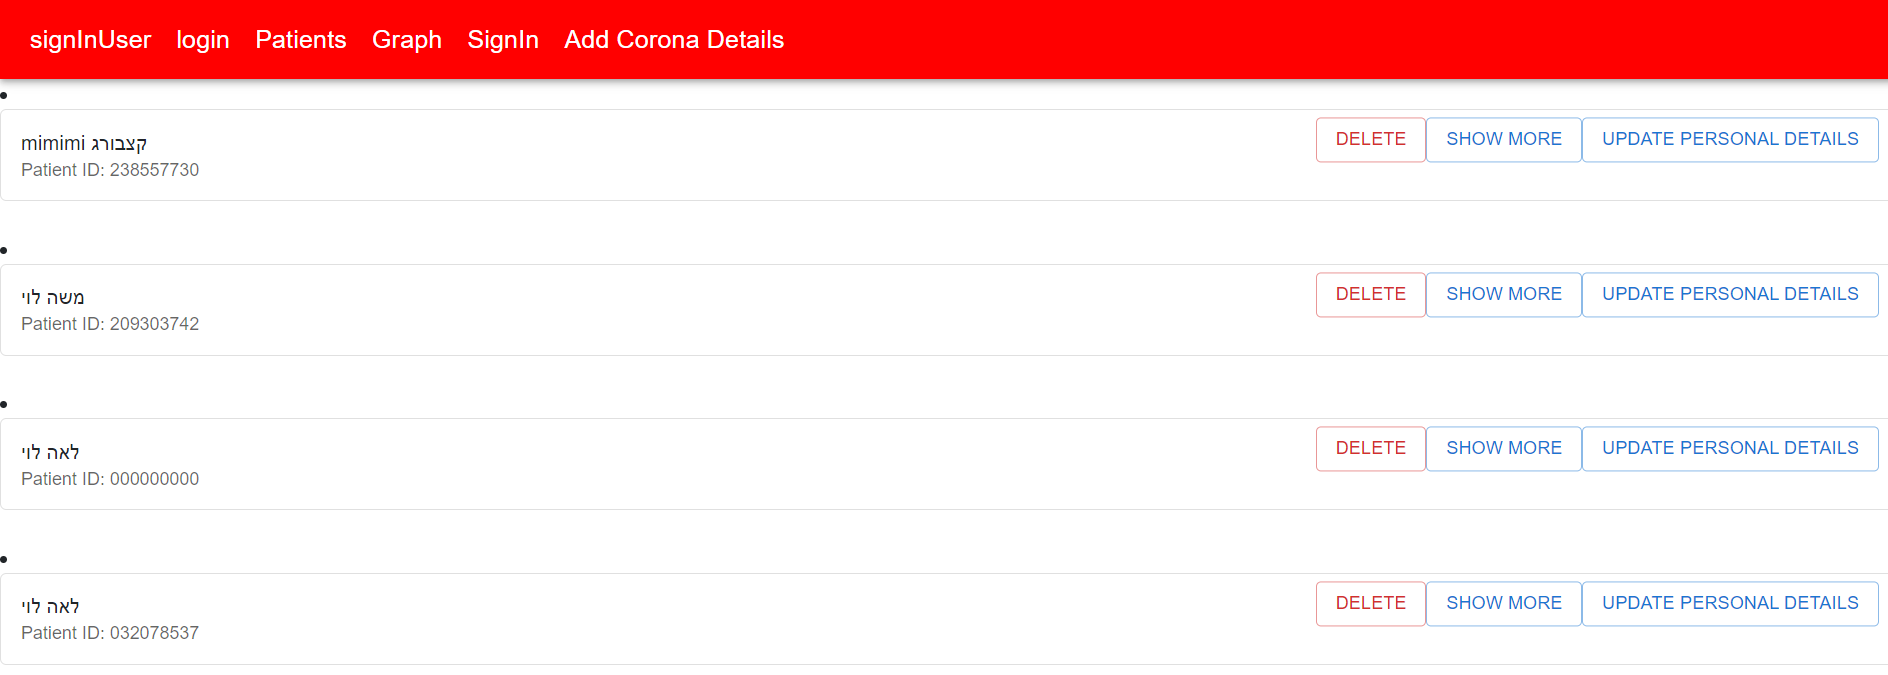 signInUser login Patients Graph SignIn Add Corona Details
mimimi קצבורג
Patient ID: 238557730
DELETE SHOW MORE UPDATE PERSONAL DETAILS
משה לוי
Patient ID: 209303742
DELETE SHOW MORE UPDATE PERSONAL DETAILS
לאה לוי
Patient ID: 000000000
DELETE SHOW MORE UPDATE PERSONAL DETAILS
לאה לוי
Patient ID: 032078537
DELETE SHOW MORE UPDATE PERSONAL DETAILS